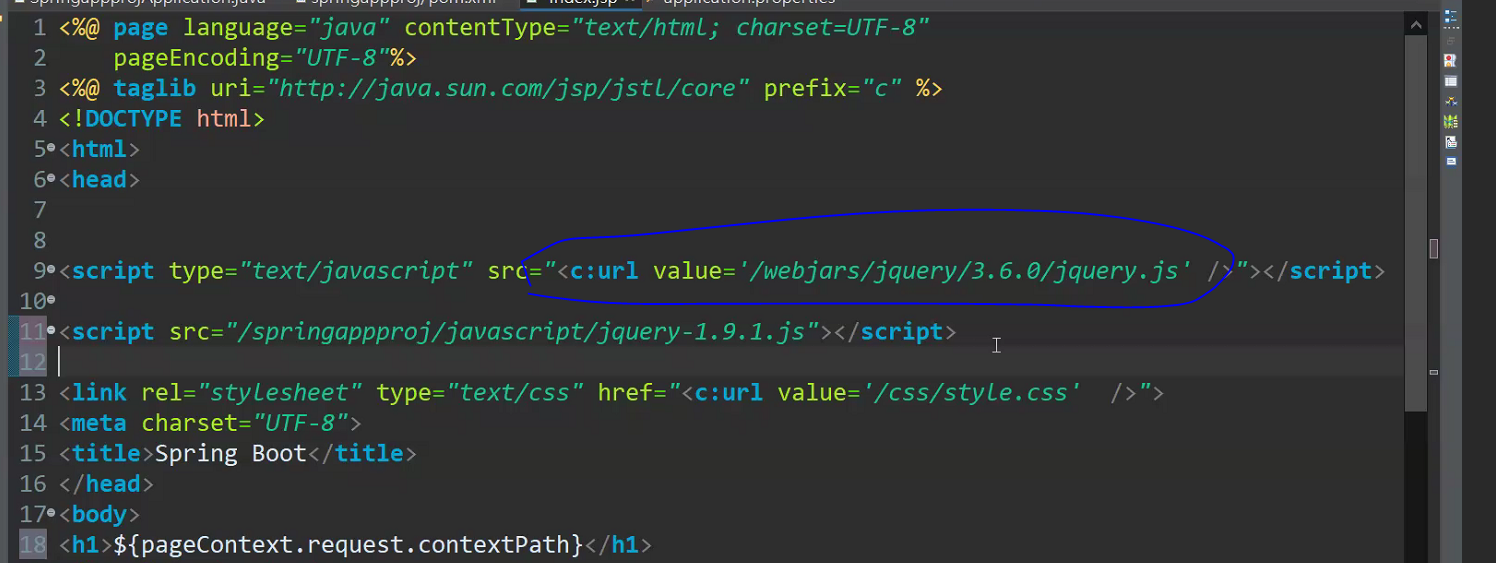 springappproj/Application.java springappproj/pom.xml index.jsp application.properties
1 <%@ page language="java" contentType="text/html; charset=UTF-8"
2 pageEncoding="UTF-8"%>
3 <%@ taglib uri="http://java.sun.com/jsp/jstl/core" prefix="c" %>
4 <!DOCTYPE html>
5 <html>
6 <head>
7
8
9 <script type="text/javascript" src="<c:url value='/webjars/jquery/3.6.0/jquery.js' />"></script>
10
11 <script src="/springappproj/javascript/jquery-1.9.1.js"></script>
12
13 <link rel="stylesheet" type="text/css" href="<c:url value='/css/style.css'  />">
14 <meta charset="UTF-8">
15 <title>Spring Boot</title>
16 </head>
17 <body>
18 <h1>${pageContext.request.contextPath}</h1>